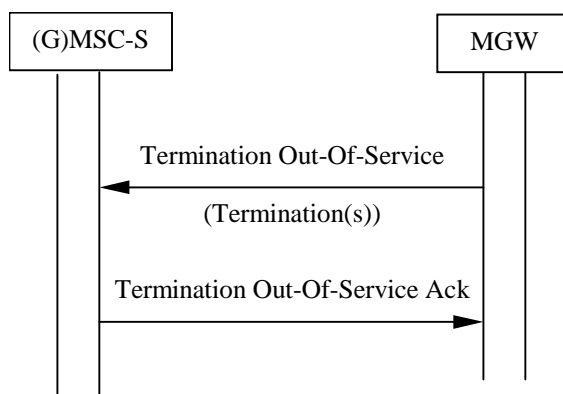 (G)MSC-S
MGW
Termination Out-Of-Service
(Termination(s))
Termination Out-Of-Service Ack